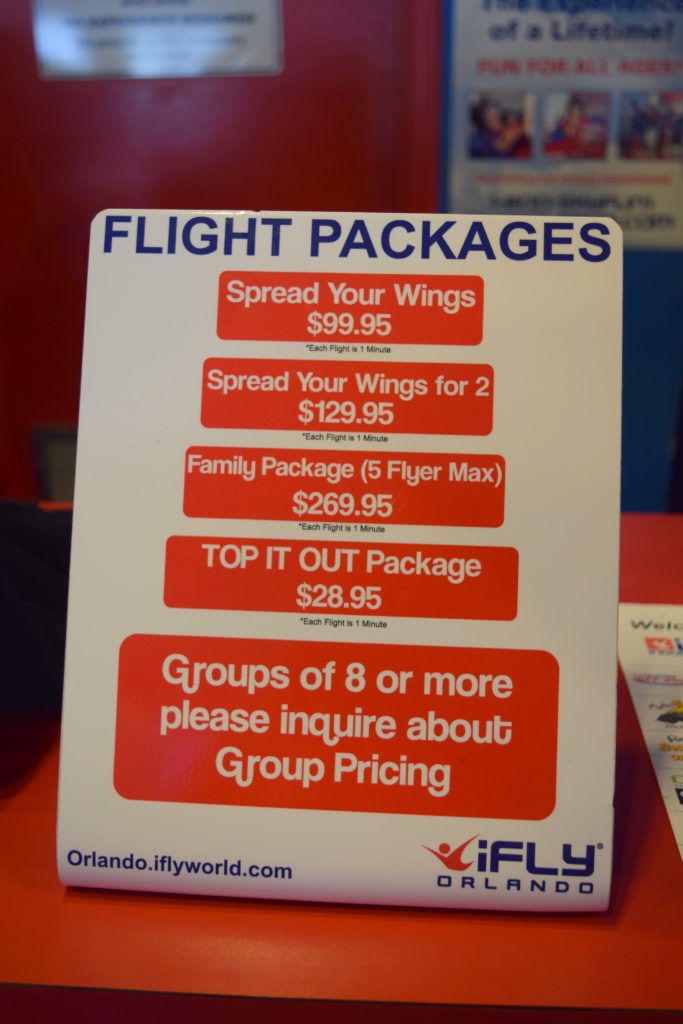 of a Lifetime!
FUN FOR ALL AGES!
FLIGHT PACKAGES
Spread Your Wings
$99.95
*Each Flight is 1 Minute
Spread Your Wings for 2
$129.95
*Each Flight is 1 Minute
Family Package (5 Flyer Max)
$269.95
*Each Flight is 1 Minute
TOP IT OUT Package
$28.95
*Each Flight is 1 Minute
Groups of 8 or more
please inquire about
Group Pricing
Orlando.iflyworld.com
iFLY®
ORLANDO